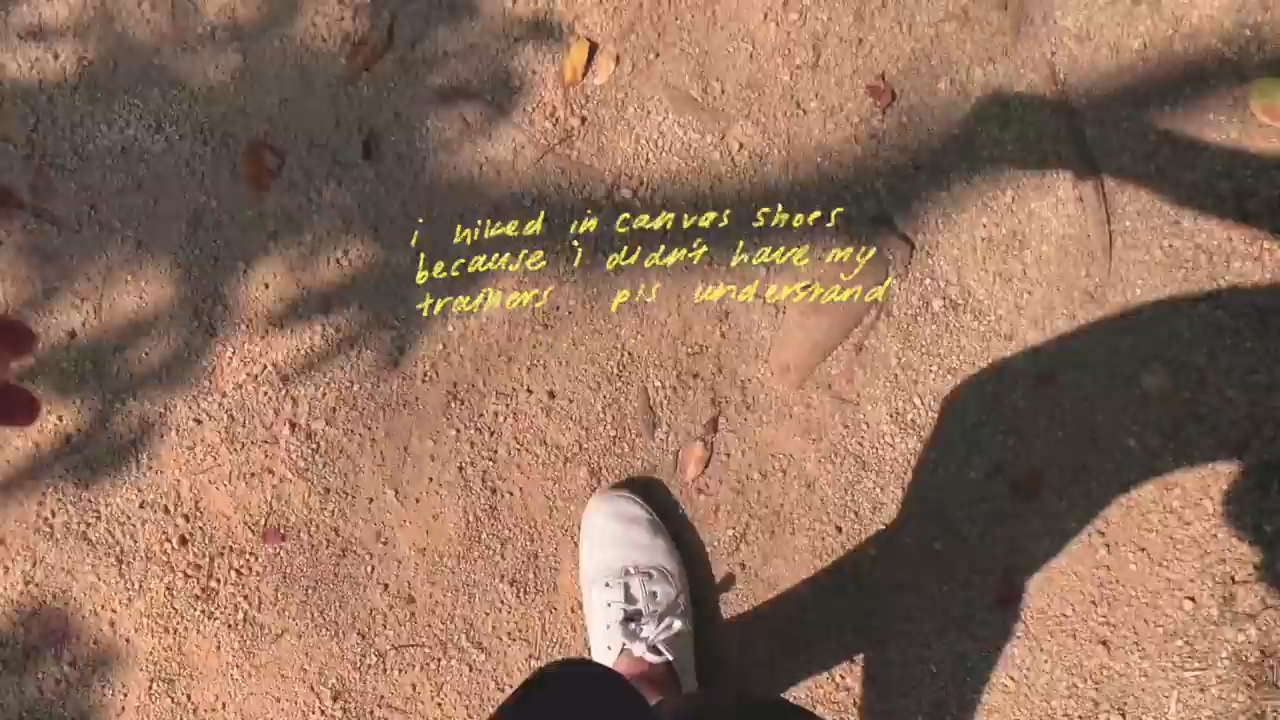 i hiked in canvas shoes
because i didn't have my
trainers pls understand